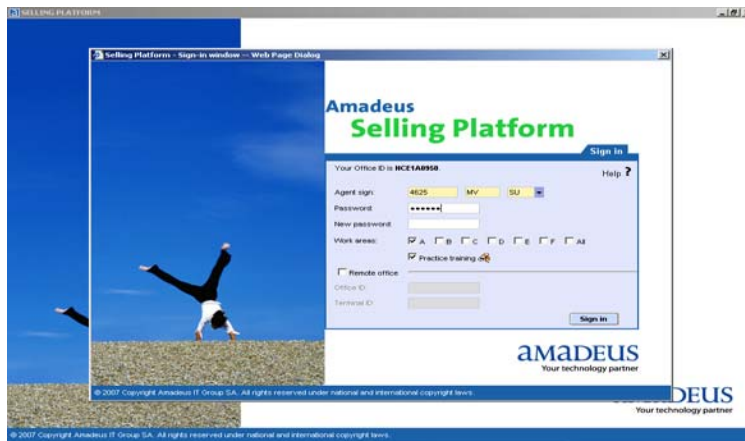 SELLING PLATFORM
Selling Platform - Sign-in window -- Web Page Dialog
Amadeus
Selling Platform
Sign in
Your Office ID is NCE1A0950.
Help ?
Agent sign: 4625 MV SU
Password: ••••••
New password:
Work areas: A B C D E F All
Practice training
Remote office
Office ID:
Terminal ID:
Sign in
aMaDEUS
Your technology partner
© 2007 Copyright Amadeus IT Group SA. All rights reserved under national and international copyright laws.
DEUS
Your technology partner
© 2007 Copyright Amadeus IT Group SA. All rights reserved under national and international copyright laws.